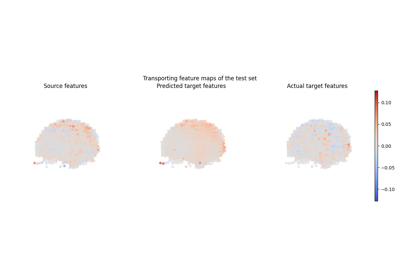 Transporting feature maps of the test set
Source features
Predicted target features
Actual target features
0.10
0.05
0.00
−0.05
−0.10